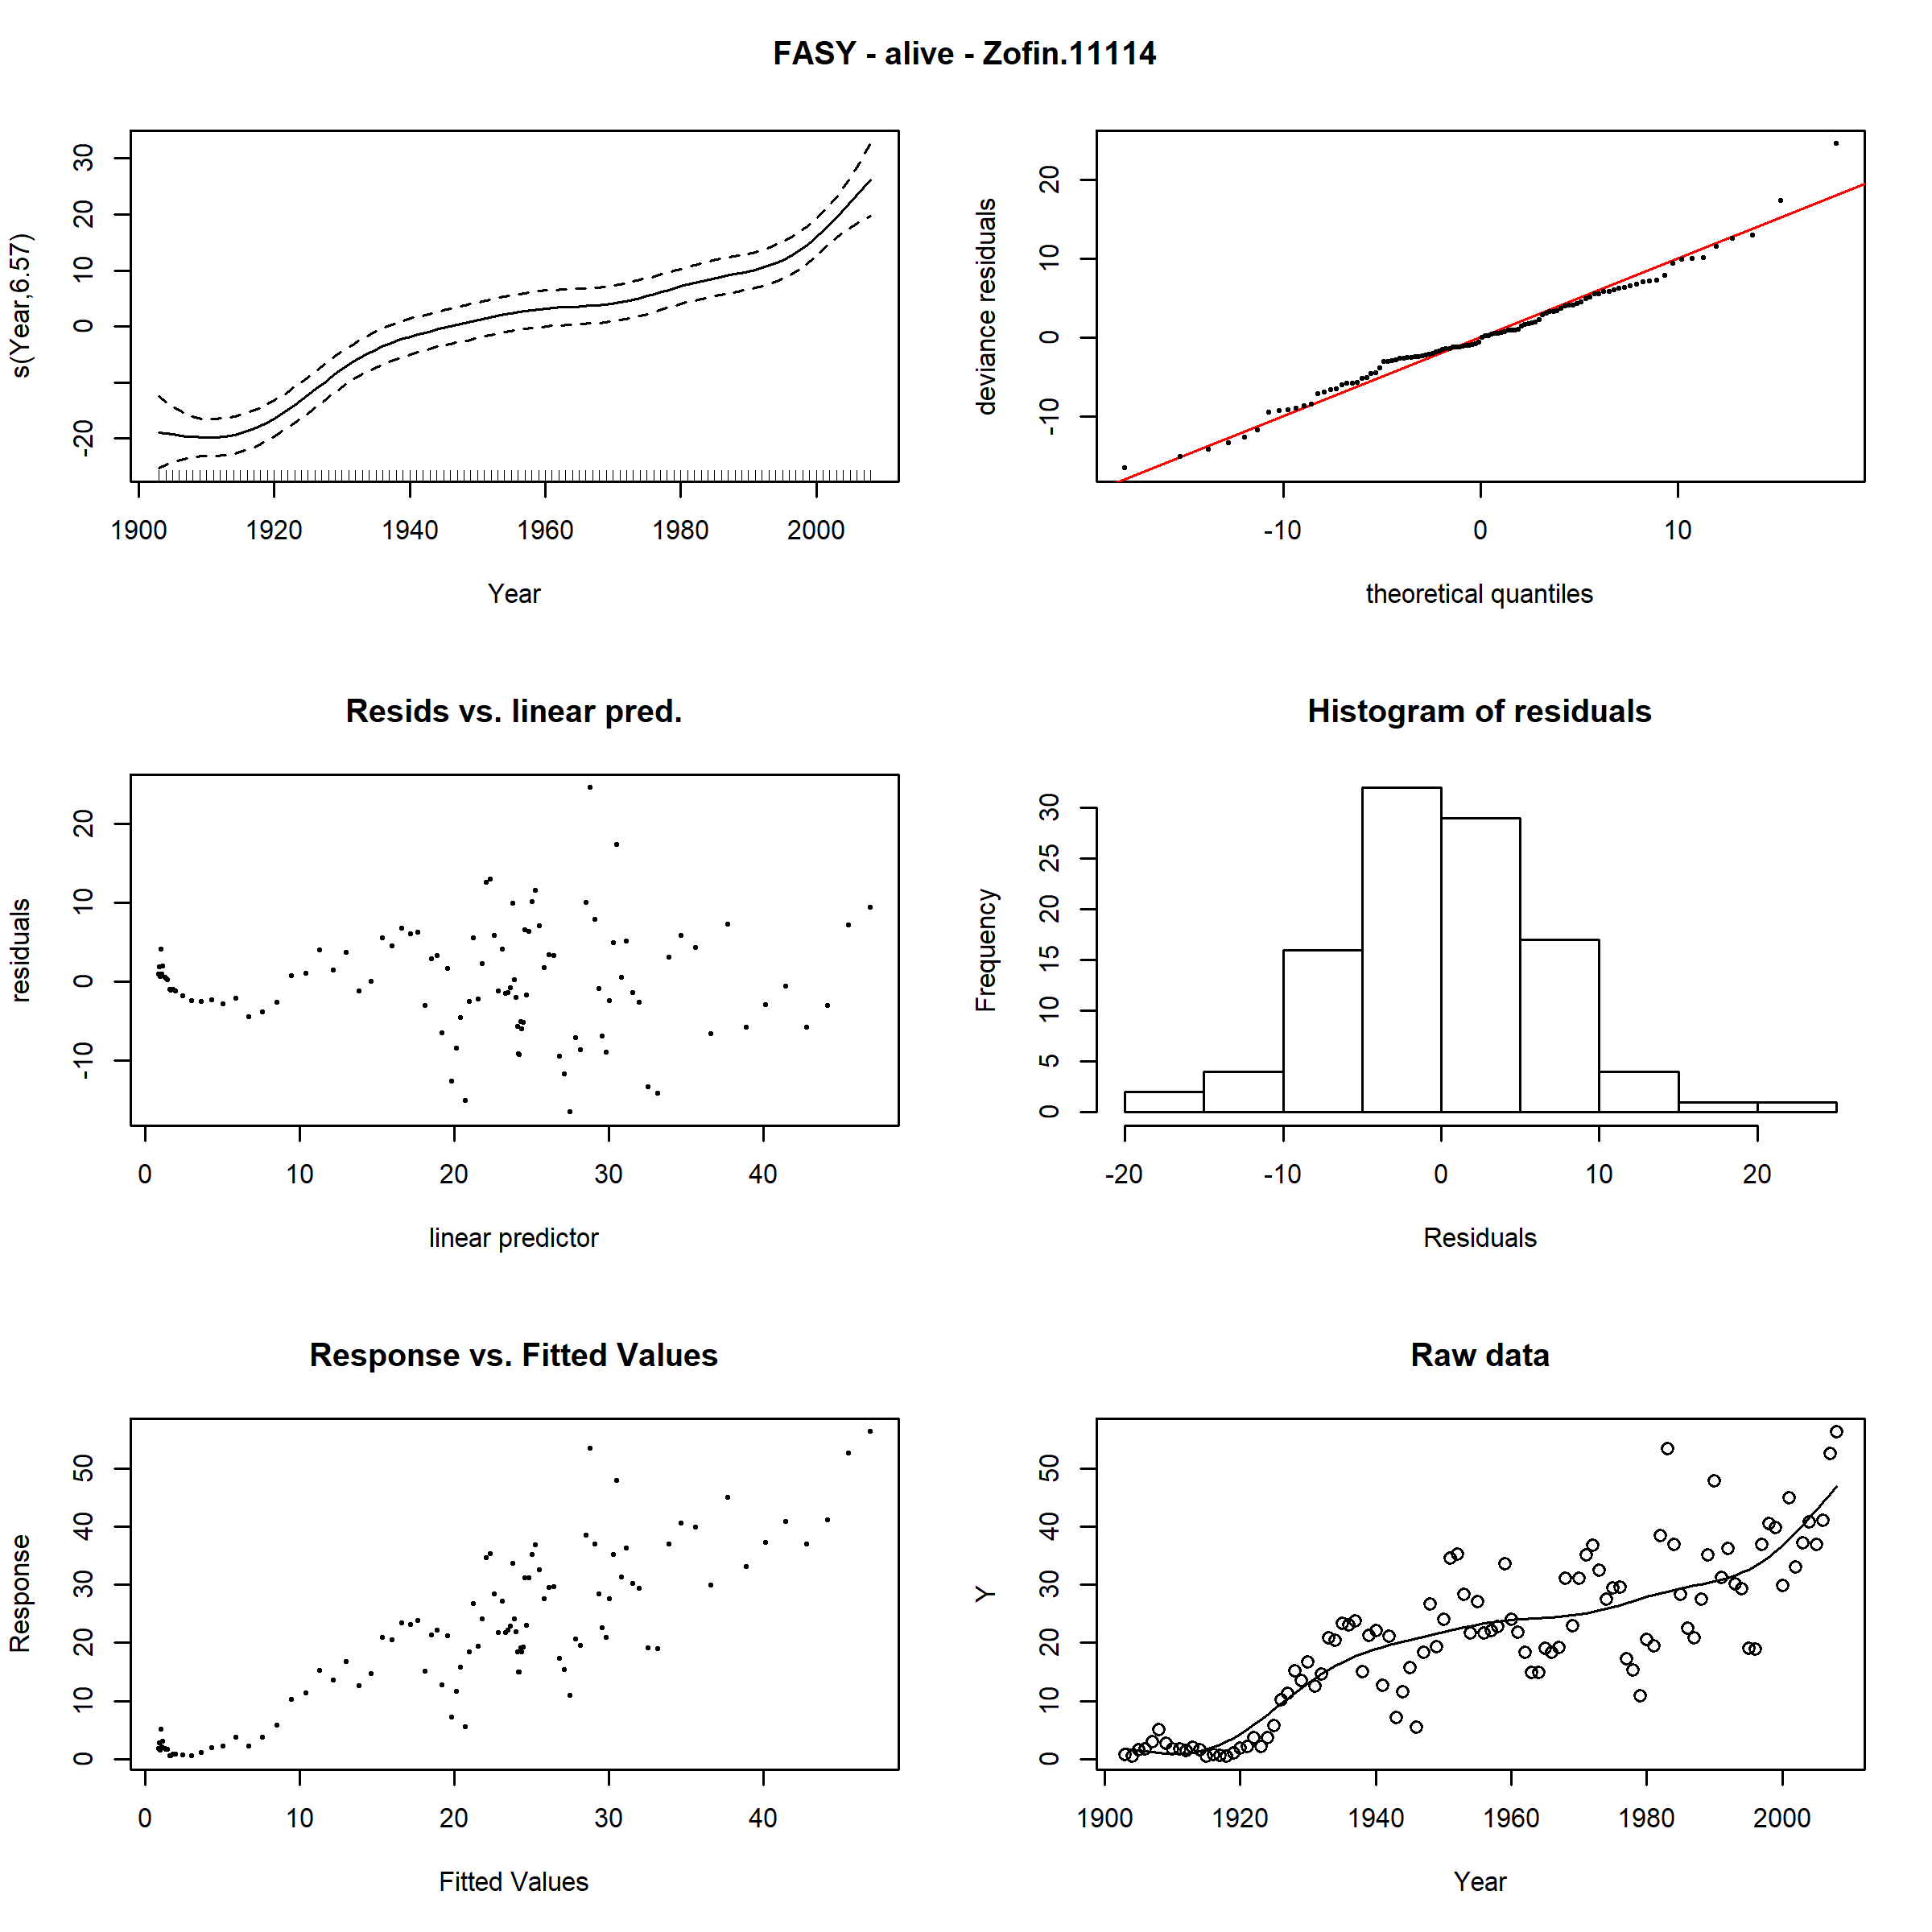 FASY - alive - Zofin.11114
s(Year,6.57)
30
20
10
0
-20
1900 1920 1940 1960 1980 2000
Year
deviance residuals
20
10
0
-10
-10 0 10
theoretical quantiles
Resids vs. linear pred.
residuals
20
10
0
-10
0 10 20 30 40
linear predictor
Histogram of residuals
Frequency
30
25
20
15
10
5
0
-20 -10 0 10 20
Residuals
Response vs. Fitted Values
Response
50
40
30
20
10
0
0 10 20 30 40
Fitted Values
Raw data
Y
50
40
30
20
10
0
1900 1920 1940 1960 1980 2000
Year